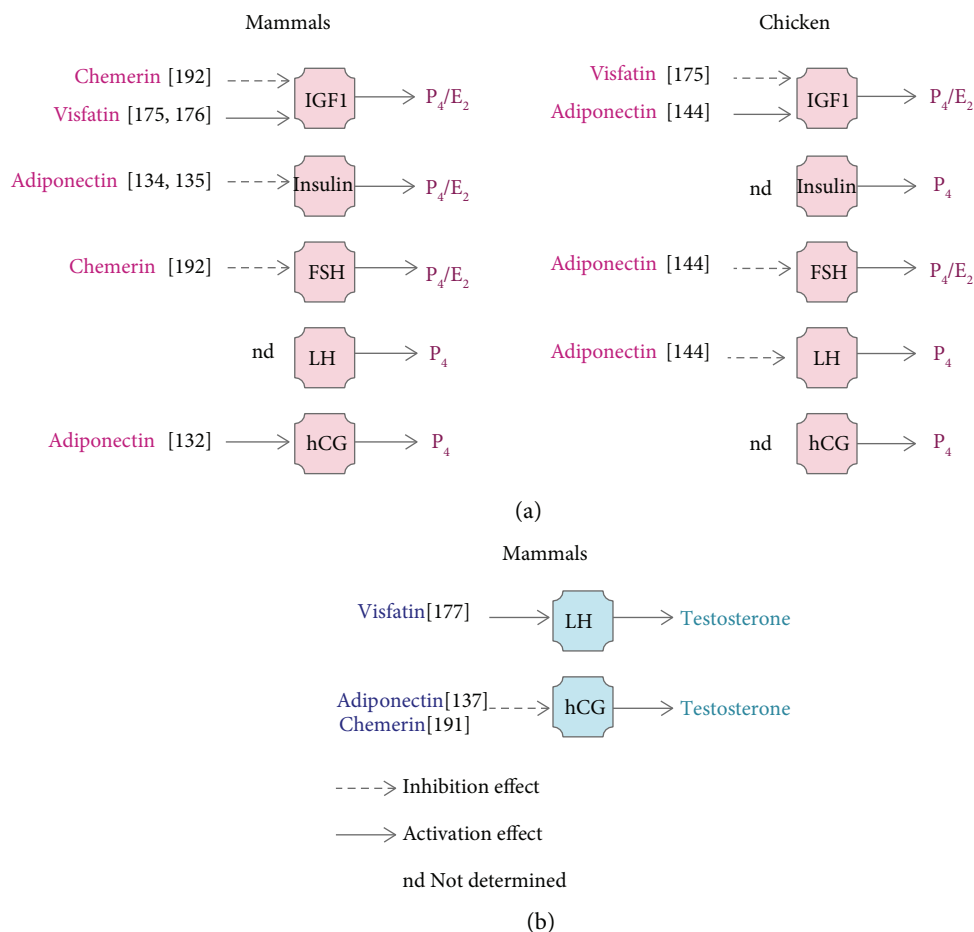 Mammals
Chemerin [192]
Visfatin [175, 176]
IGF1
P4/E2
Adiponectin [134, 135]
Insulin
P4/E2
Chemerin [192]
FSH
P4/E2
nd
LH
P4
Adiponectin [132]
hCG
P4
Chicken
Visfatin [175]
Adiponectin [144]
IGF1
P4/E2
nd
Insulin
P4
Adiponectin [144]
FSH
P4/E2
Adiponectin [144]
LH
P4
nd
hCG
P4
(a)
Mammals
Visfatin[177]
LH
Testosterone
Adiponectin[137]
Chemerin[191]
hCG
Testosterone
Inhibition effect
Activation effect
nd Not determined
(b)